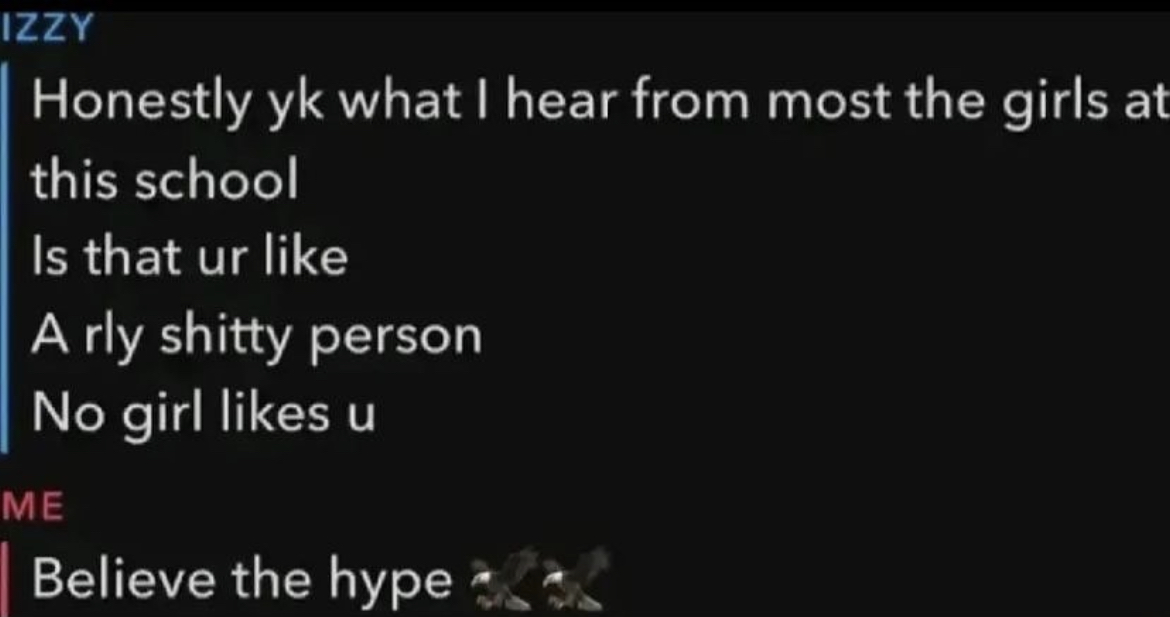 IZZY
Honestly yk what I hear from most the girls at
this school
Is that ur like
A rly shitty person
No girl likes u
ME
Believe the hype 🦅🦅